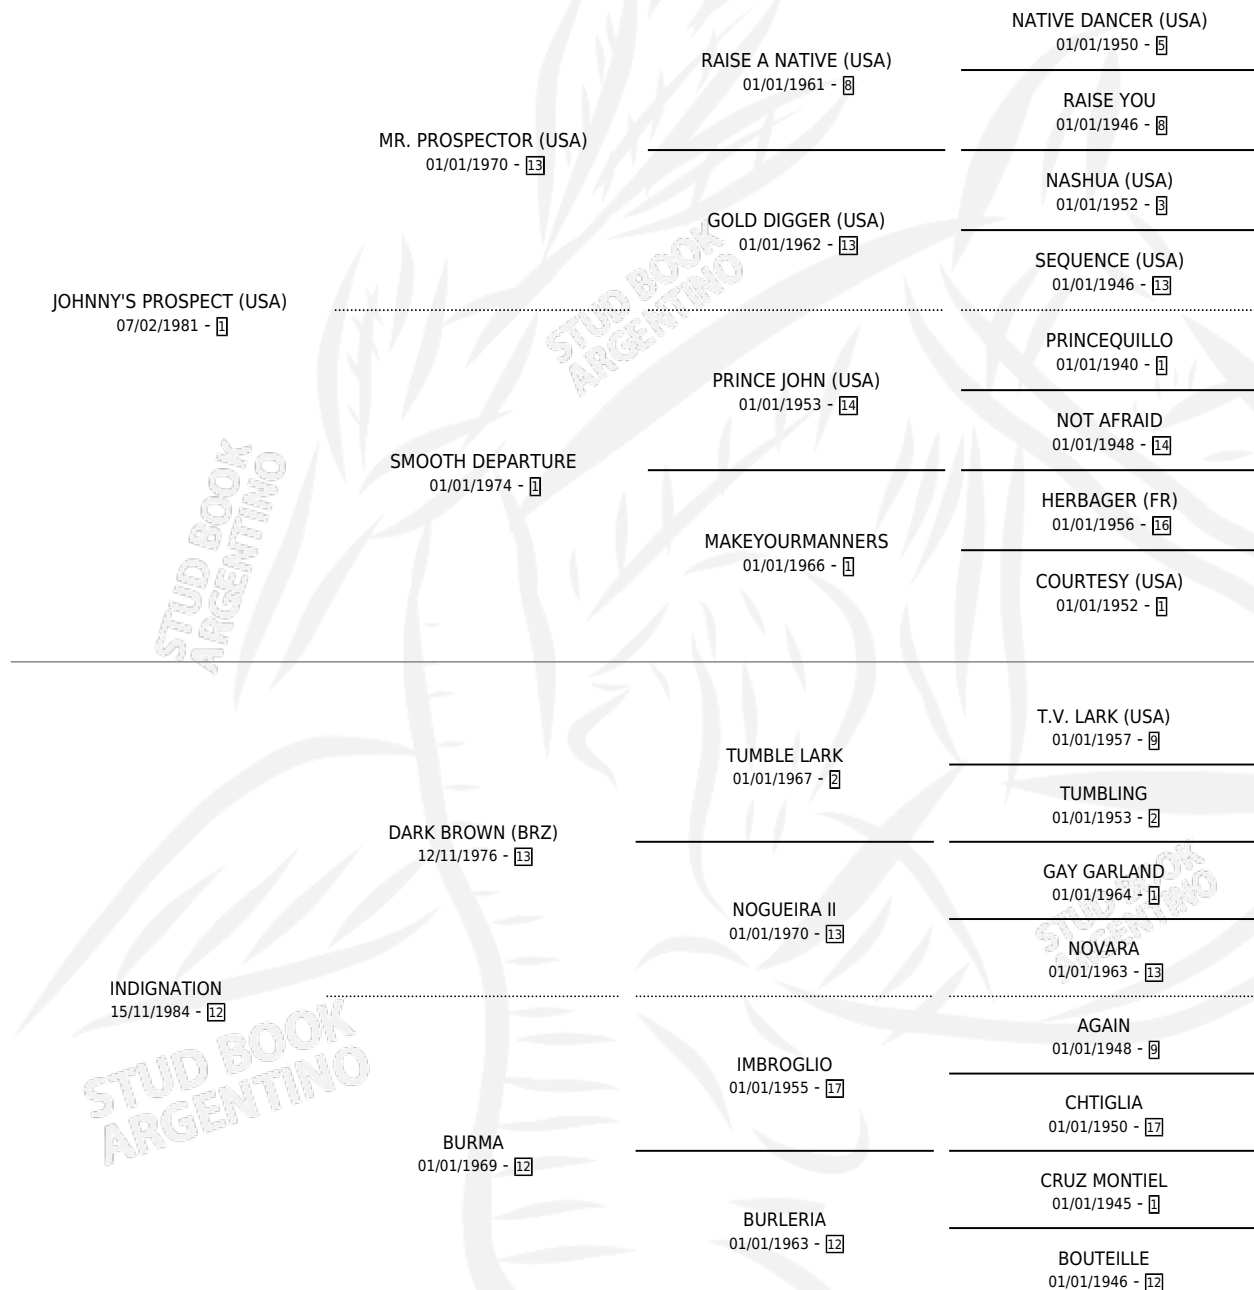 NATIVE DANCER (USA)
01/01/1950 - 5
RAISE A NATIVE (USA)
01/01/1961 - 8
RAISE YOU
01/01/1946 - 8
MR. PROSPECTOR (USA)
01/01/1970 - 13
NASHUA (USA)
01/01/1952 - 3
GOLD DIGGER (USA)
01/01/1962 - 13
SEQUENCE (USA)
01/01/1946 - 13
JOHNNY'S PROSPECT (USA)
07/02/1981 - 1
PRINCEQUILLO
01/01/1940 - 1
PRINCE JOHN (USA)
01/01/1953 - 14
NOT AFRAID
01/01/1948 - 14
SMOOTH DEPARTURE
01/01/1974 - 1
HERBAGER (FR)
01/01/1956 - 16
MAKEYOURMANNERS
01/01/1966 - 1
COURTESY (USA)
01/01/1952 - 1
T.V. LARK (USA)
01/01/1957 - 9
TUMBLE LARK
01/01/1967 - 2
TUMBLING
01/01/1953 - 2
DARK BROWN (BRZ)
12/11/1976 - 13
GAY GARLAND
01/01/1964 - 1
NOGUEIRA II
01/01/1970 - 13
NOVARA
01/01/1963 - 13
INDIGNATION
15/11/1984 - 12
AGAIN
01/01/1948 - 9
IMBROGLIO
01/01/1955 - 17
CHTIGLIA
01/01/1950 - 17
BURMA
01/01/1969 - 12
CRUZ MONTIEL
01/01/1945 - 1
BURLERIA
01/01/1963 - 12
BOUTEILLE
01/01/1946 - 12
STUD BOOK
ARGENTINO
STUD BOOK
ARGENTINO
STUD BOOK
ARGENTINO
STUD BOOK
ARGENTINO